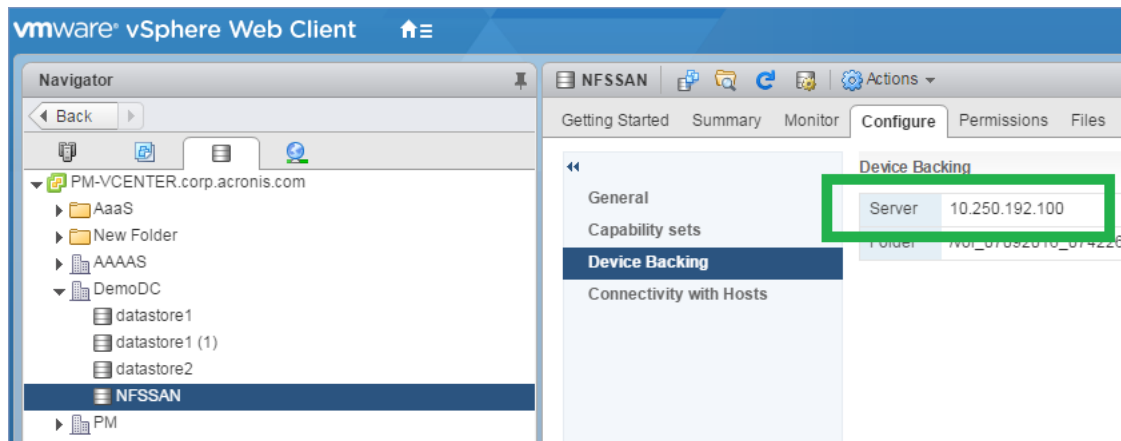 vmware® vSphere Web Client
Navigator
Back
PM-VCENTER.corp.acronis.com
AaaS
New Folder
AAAAS
DemoDC
datastore1
datastore1 (1)
datastore2
NFSSAN
PM
NFSSAN Actions
Getting Started Summary Monitor Configure Permissions Files
General
Capability sets
Device Backing
Connectivity with Hosts
Device Backing
Server 10.250.192.100
Folder